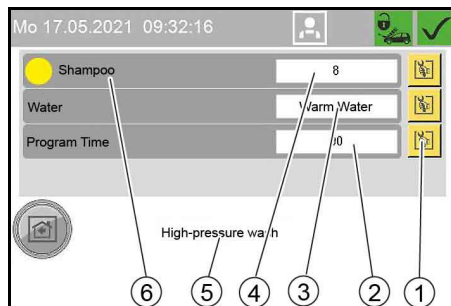 Mo 17.05.2021 09:32:16
Shampoo 8
Water Warm Water
Program Time
High-pressure
6 5 4 3 2 1